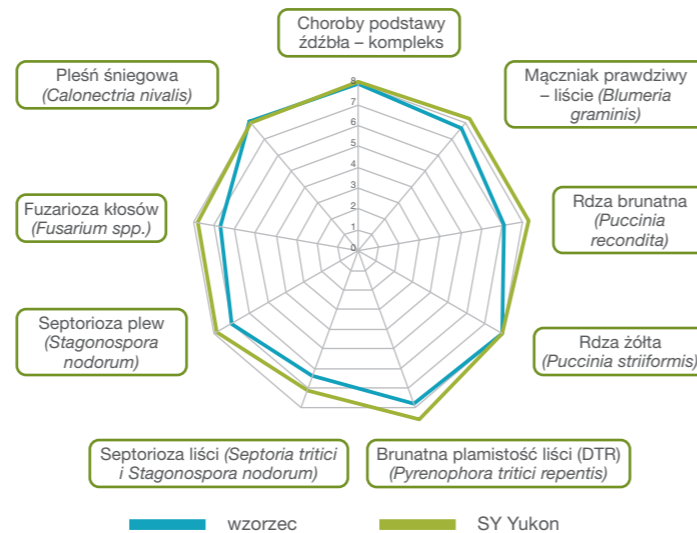 Choroby podstawy
źdźbła – kompleks
Pleśń śniegowa
(Calonectria nivalis)
Mączniak prawdziwy
– liście (Blumeria
graminis)
8
7
6
5
4
3
2
1
0
Fuzarioza kłosów
(Fusarium spp.)
Rdza brunatna
(Puccinia
recondita)
Septorioza plew
(Stagonospora
nodorum)
Rdza żółta
(Puccinia striiformis)
Septorioza liści (Septoria tritici
i Stagonospora nodorum)
Brunatna plamistość liści (DTR)
(Pyrenophora tritici repentis)
wzorzec
SY Yukon